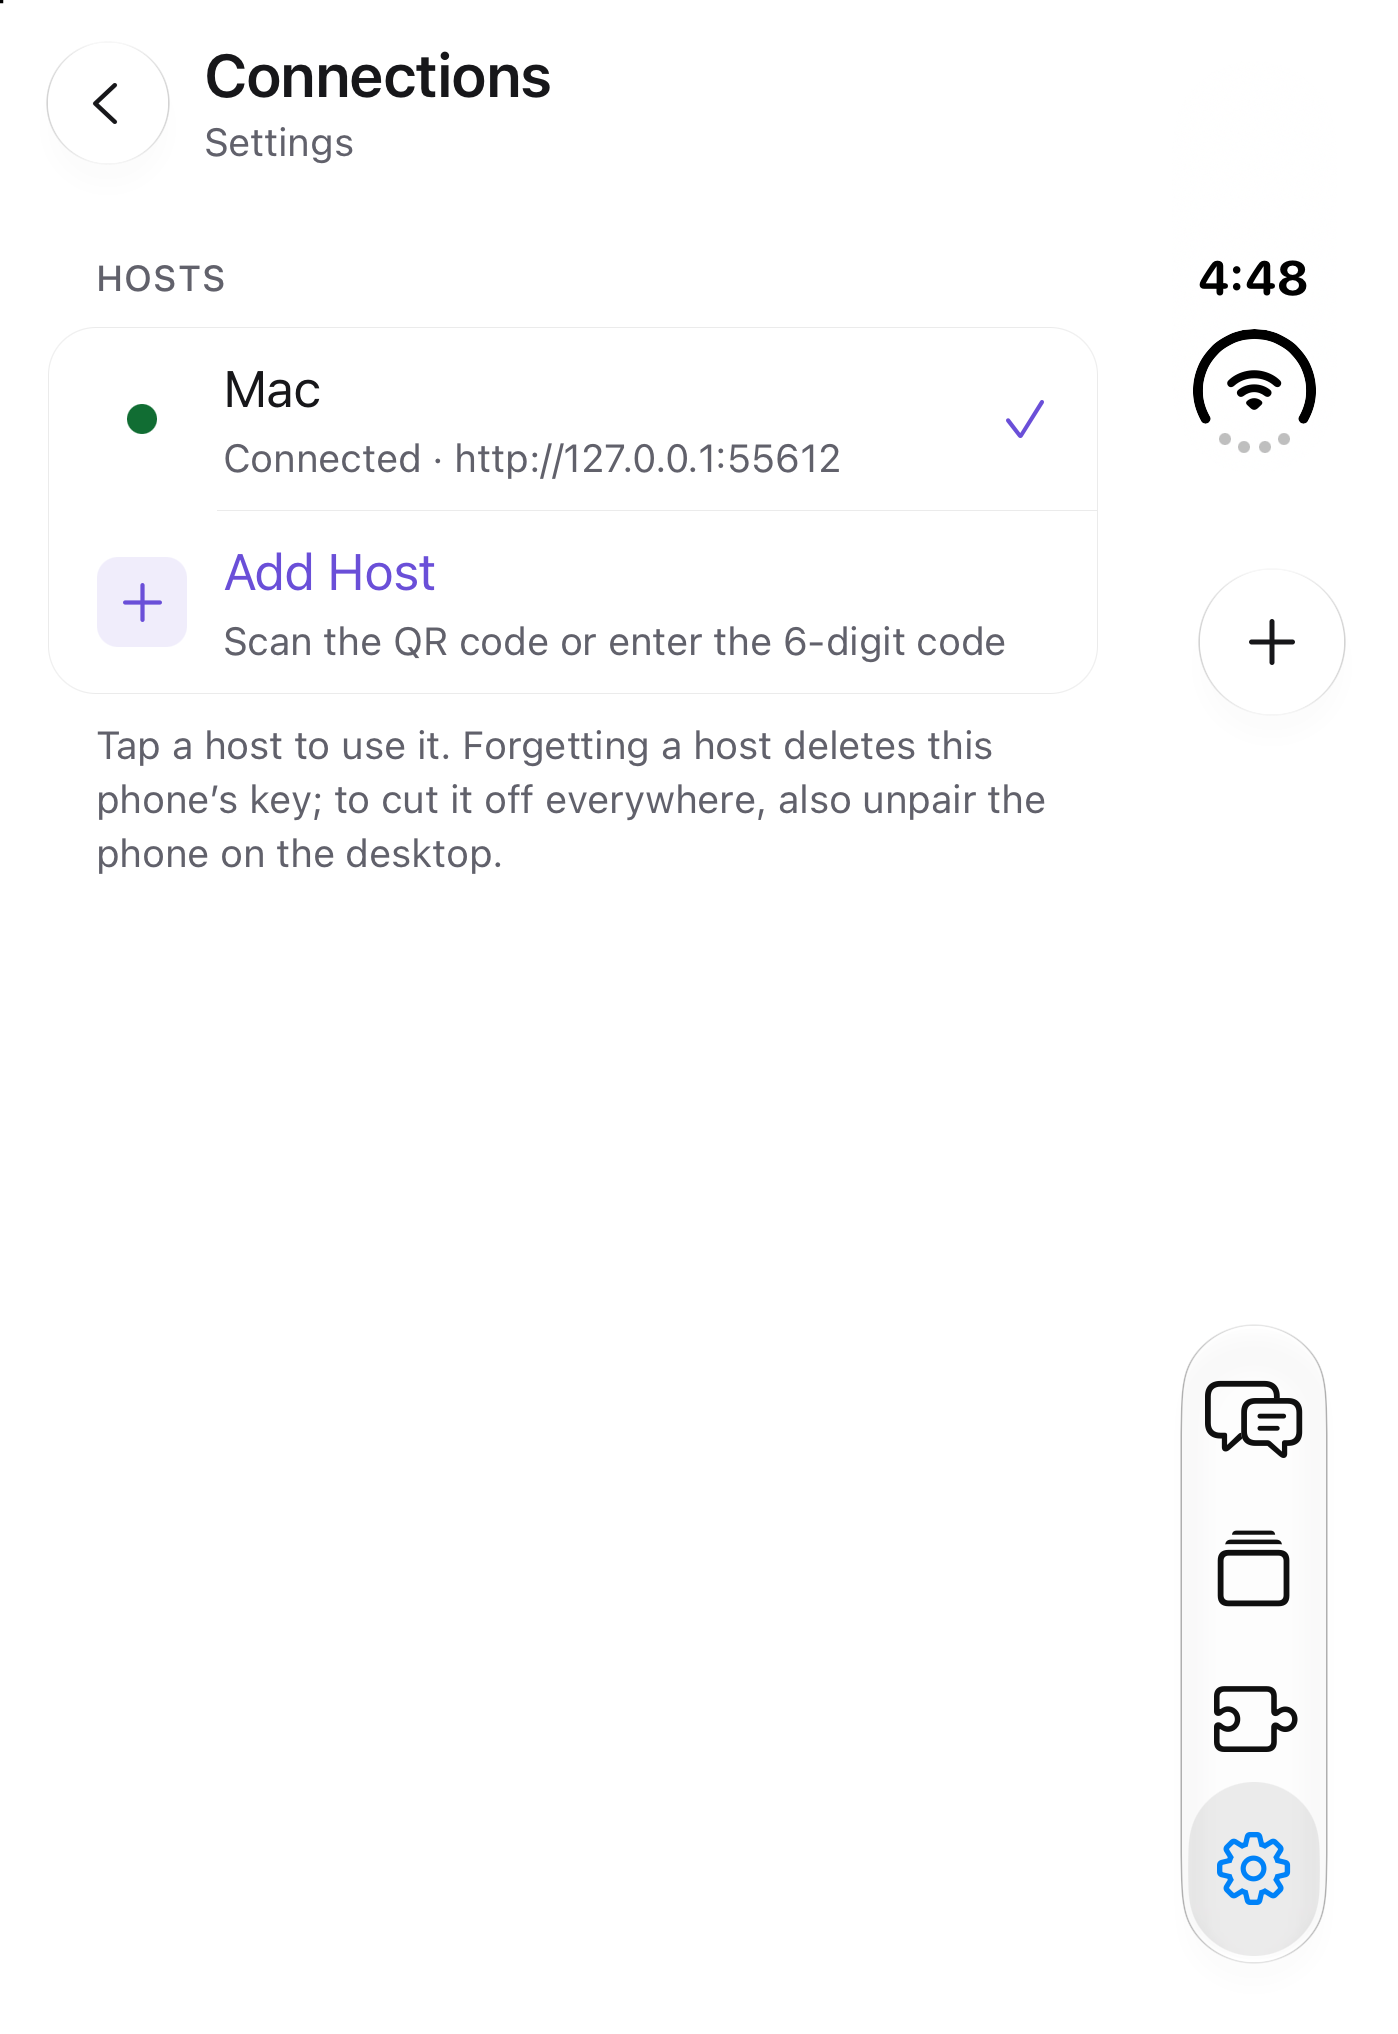 Connections
Settings
HOSTS
4:48
Mac
Connected · http://127.0.0.1:55612
Add Host
Scan the QR code or enter the 6-digit code
Tap a host to use it. Forgetting a host deletes this
phone’s key; to cut it off everywhere, also unpair the
phone on the desktop.